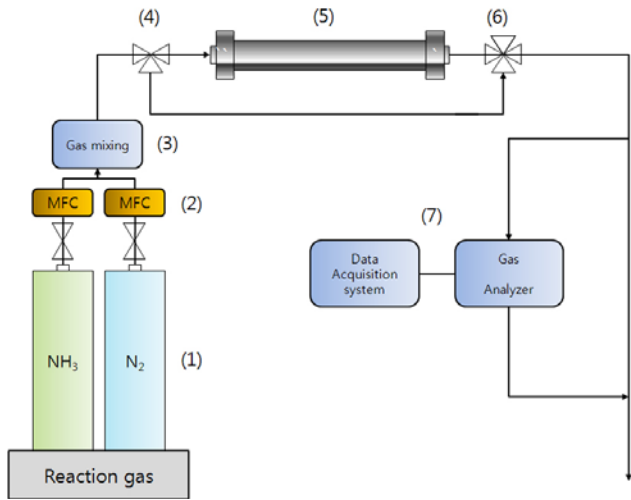 (4)
(5)
(6)
Gas mixing
(3)
MFC
MFC
(2)
(7)
Data
Acquisition
system
Gas
Analyzer
NH₃
N₂
(1)
Reaction gas